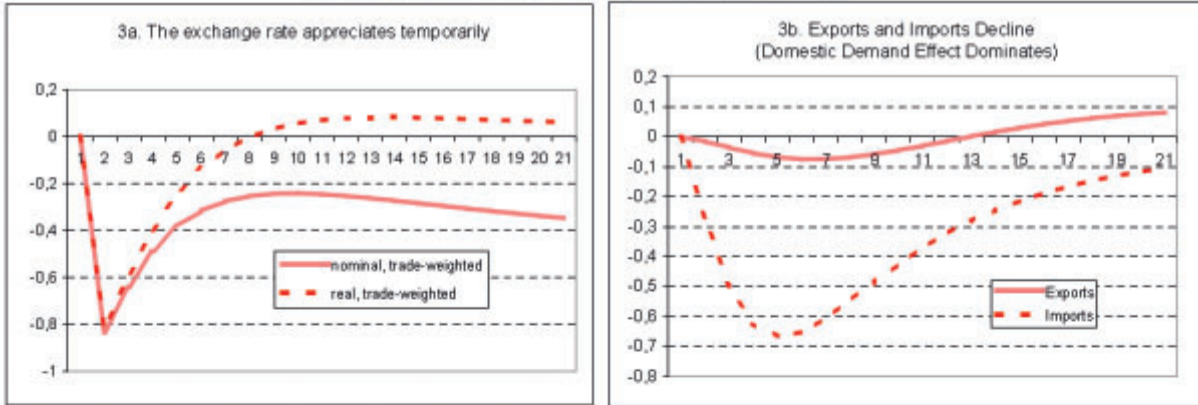 3a. The exchange rate appreciates temporarily
0,2
0
-0,2
-0,4
-0,6
-0,8
-1
1 2 3 4 5 6 7 8 9 10 11 12 13 14 15 16 17 18 19 20 21
nominal, trade-weighted
real, trade-weighted
3b. Exports and Imports Decline
(Domestic Demand Effect Dominates)
0,2
0,1
0
-0,1
-0,2
-0,3
-0,4
-0,5
-0,6
-0,7
-0,8
1 3 5 7 9 11 13 15 17 19 21
Exports
Imports